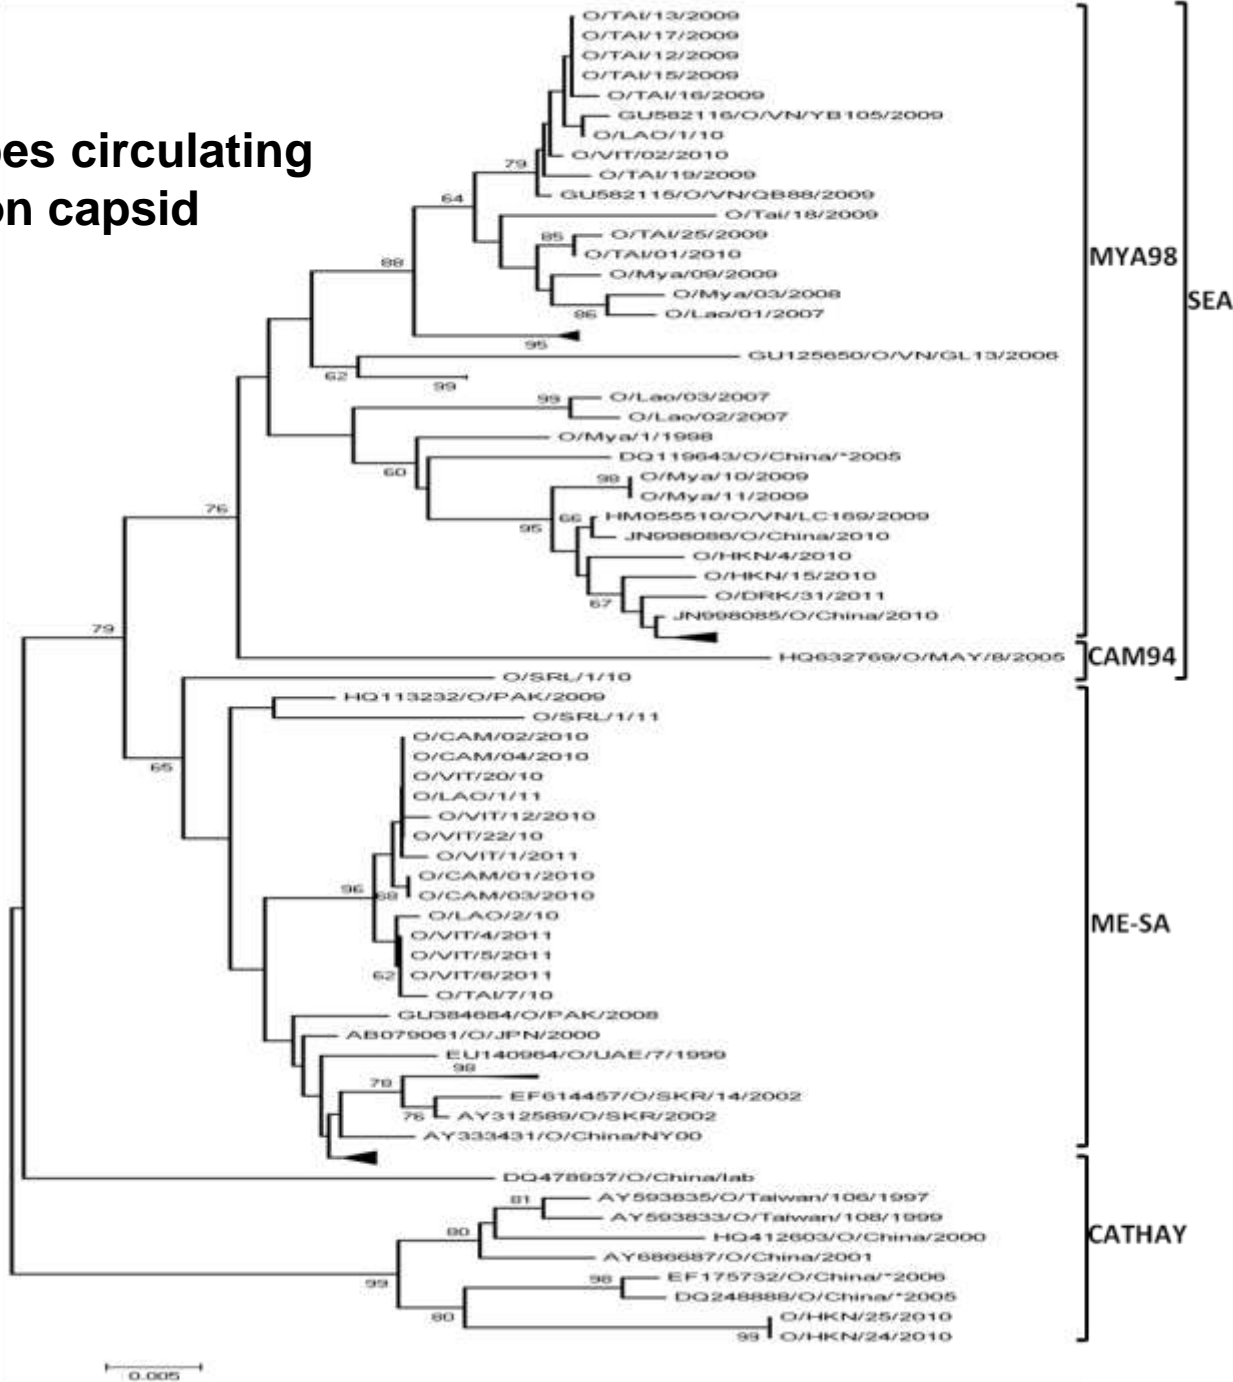 O/TAI/13/2009
O/TAI/17/2009
O/TAI/12/2009
O/TAI/15/2009
O/TAI/16/2009
GU582116/O/VN/YB105/2009
bes circulating
O/LAO/1/10
O/VIT/02/2010
79
O/TAI/19/2009
GU582115/O/VN/QB88/2009
on capsid
64
O/Tai/18/2009
85
O/TAI/25/2009
O/TAI/01/2010
MYA98
88
O/Mya/09/2009
O/Mya/03/2008
SEA
86
O/Lao/01/2007
95
GU125650/O/VN/GL13/2006
62
99
99
O/Lao/03/2007
O/Lao/02/2007
O/Mya/1/1998
DQ119643/O/China/*2005
60
98
O/Mya/10/2009
O/Mya/11/2009
76
66
HM055510/O/VN/LC169/2009
95
JN998086/O/China/2010
O/HKN/4/2010
O/HKN/15/2010
67
O/DRK/31/2011
JN998085/O/China/2010
79
HQ632769/O/MAY/8/2005
CAM94
O/SRL/1/10
HQ113232/O/PAK/2009
O/SRL/1/11
O/CAM/02/2010
O/CAM/04/2010
65
O/VIT/20/10
O/LAO/1/11
O/VIT/12/2010
O/VIT/22/10
O/VIT/1/2011
O/CAM/01/2010
96
68
O/CAM/03/2010
O/LAO/2/10
ME-SA
O/VIT/4/2011
O/VIT/5/2011
62
O/VIT/6/2011
O/TAI/7/10
GU384684/O/PAK/2008
AB079061/O/JPN/2000
EU140964/O/UAE/7/1999
98
78
EF614457/O/SKR/14/2002
76
AY312589/O/SKR/2002
AY333431/O/China/NY00
DQ478937/O/China/lab
81
AY593835/O/Taiwan/106/1997
AY593833/O/Taiwan/108/1999
80
HQ412603/O/China/2000
CATHAY
AY686687/O/China/2001
99
98
EF175732/O/China/*2006
DQ248888/O/China/*2005
80
O/HKN/25/2010
99
O/HKN/24/2010
0.005